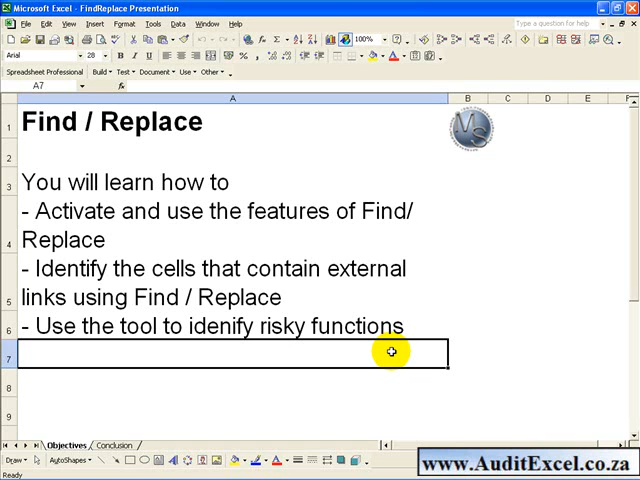 Microsoft Excel - FindReplace Presentation
File Edit View Insert Format Tools Data Window Help
Type a question for help
100%
Arial 28 B
Spreadsheet Professional Build Test Document Use Other
A7 fx
A B C D E F
1 Find / Replace
2
3 You will learn how to
- Activate and use the features of Find/
4 Replace
- Identify the cells that contain external
5 links using Find / Replace
6 - Use the tool to idenify risky functions
7
8
9
MS
Objectives Conclusion
Draw AutoShapes
www.AuditExcel.co.za